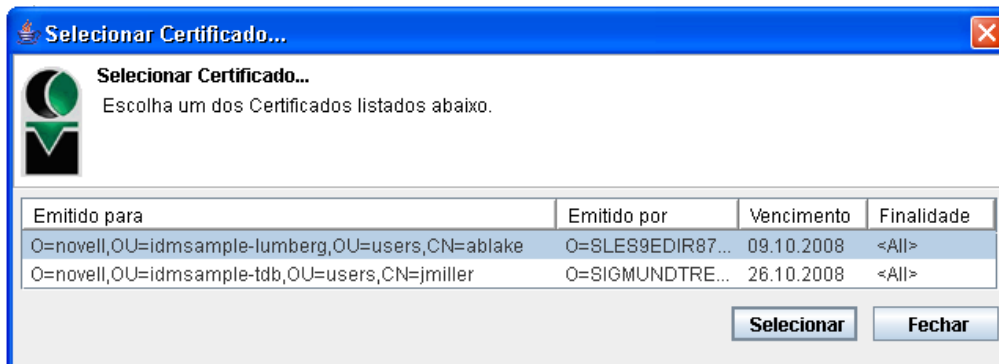 Selecionar Certificado...
Selecionar Certificado...
Escolha um dos Certificados listados abaixo.
Emitido para Emitido por Vencimento Finalidade
O=novell,OU=idmsample-lumberg,OU=users,CN=ablake O=SLES9EDIR87... 09.10.2008 <All>
O=novell,OU=idmsample-tdb,OU=users,CN=jmiller O=SIGMUNDTRE... 26.10.2008 <All>
Selecionar Fechar